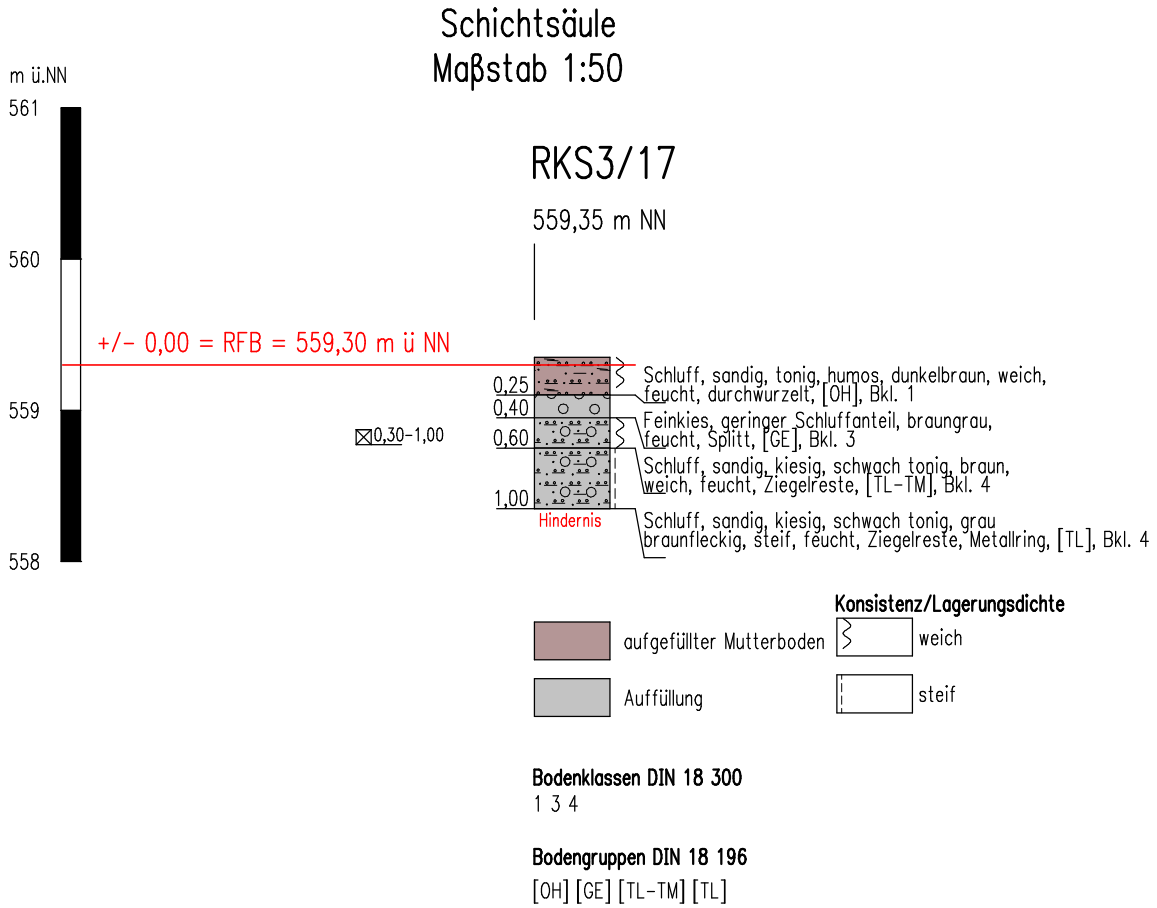 Schichtsäule
Maßstab 1:50
m ü.NN
561
560
559
558
RKS3/17
559,35 m NN
+/- 0,00 = RFB = 559,30 m ü NN
0,25
0,40
0,60
1,00
0,30-1,00
Hindernis
Schluff, sandig, tonig, humos, dunkelbraun, weich,
feucht, durchwurzelt, [OH], Bkl. 1
Feinkies, geringer Schluffanteil, braungrau,
feucht, Splitt, [GE], Bkl. 3
Schluff, sandig, kiesig, schwach tonig, braun,
weich, feucht, Ziegelreste, [TL-TM], Bkl. 4
Schluff, sandig, kiesig, schwach tonig, grau
braunfleckig, steif, feucht, Ziegelreste, Metallring, [TL], Bkl. 4
aufgefüllter Mutterboden
Auffüllung
Konsistenz/Lagerungsdichte
weich
steif
Bodenklassen DIN 18 300
1 3 4
Bodengruppen DIN 18 196
[OH] [GE] [TL-TM] [TL]